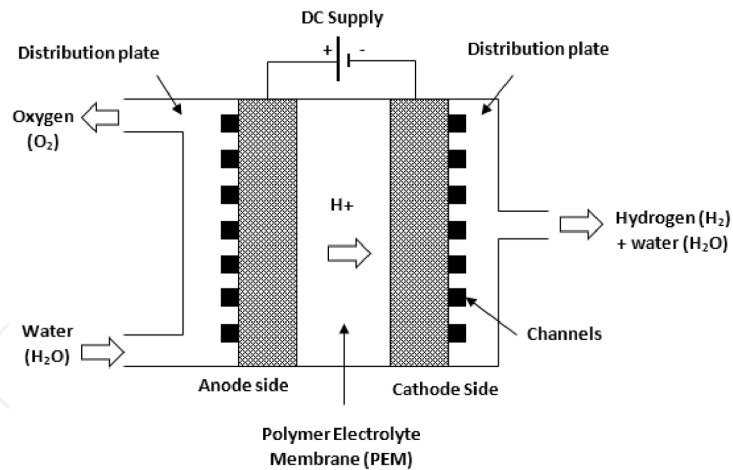 DC Supply
+ -
Distribution plate
Distribution plate
Oxygen
(O₂)
H+
Hydrogen (H₂)
+ water (H₂O)
Water
(H₂O)
Channels
Anode side
Cathode Side
Polymer Electrolyte
Membrane (PEM)